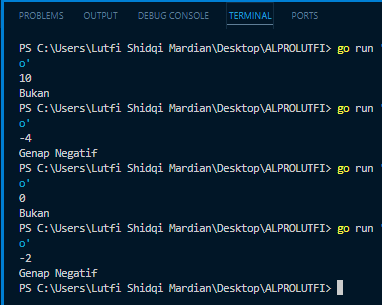 PROBLEMS OUTPUT DEBUG CONSOLE TERMINAL PORTS
PS C:\Users\Lutfi Shidqi Mardian\Desktop\ALPROLUTFI> go run '
o'
10
Bukan
PS C:\Users\Lutfi Shidqi Mardian\Desktop\ALPROLUTFI> go run '
o'
-4
Genap Negatif
PS C:\Users\Lutfi Shidqi Mardian\Desktop\ALPROLUTFI> go run '
o'
0
Bukan
PS C:\Users\Lutfi Shidqi Mardian\Desktop\ALPROLUTFI> go run '
o'
-2
Genap Negatif
PS C:\Users\Lutfi Shidqi Mardian\Desktop\ALPROLUTFI>